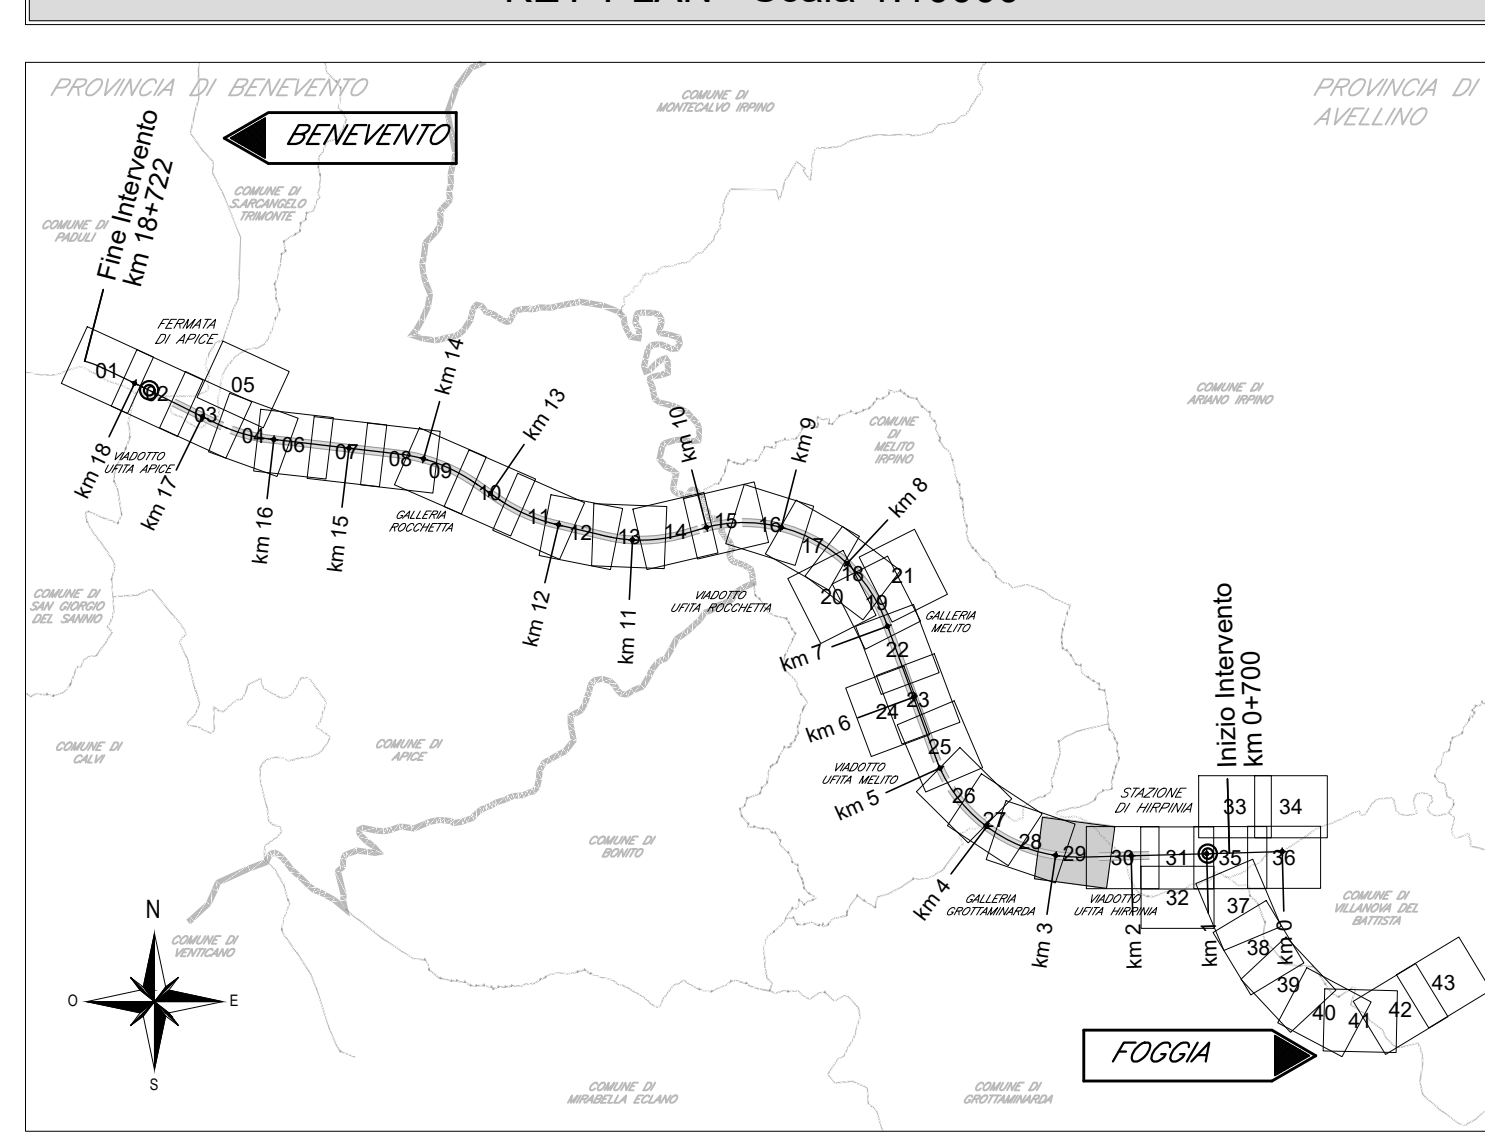 PROVINCIA DI BENEVENTO
PROVINCIA DI
AVELLINO
BENEVENTO
COMUNE DI
MONTECALVO IRPINO
Fine Intervento
km 18+722
COMUNE DI
S.ARCANGELO
TRIMONTE
COMUNE DI
PADULI
FERMATA
DI APICE
COMUNE DI
ARIANO IRPINO
COMUNE
DI
MELITO
IRPINO
01
02
03
04
05
06
07
08
09
10
11
12
13
14
15
16
17
18
19
20
21
22
23
24
25
26
27
28
29
30
31
32
33
34
35
36
37
38
39
40
41
42
43
km 18
km 17
km 16
km 15
km 14
km 13
km 12
km 11
km 10
km 9
km 8
km 7
km 6
km 5
km 4
km 3
km 2
km 1
km 0
VIADOTTO
UFITA APICE
GALLERIA
ROCCHETTA
VIADOTTO
UFITA ROCCHETTA
GALLERIA
MELITO
VIADOTTO
UFITA MELITO
GALLERIA
GROTTAMINARDA
VIADOTTO
UFITA HIRPINIA
STAZIONE
DI HIRPINIA
Inizio Intervento
km 0+700
COMUNE DI
SAN GIORGIO
DEL SANNIO
COMUNE DI
CALVI
COMUNE DI
APICE
COMUNE DI
BONITO
COMUNE DI
VENTICANO
COMUNE DI
VILLANOVA DEL
BATTISTA
COMUNE DI
MIRABELLA ECLANO
COMUNE DI
GROTTAMINARDA
FOGGIA
N
O
E
S